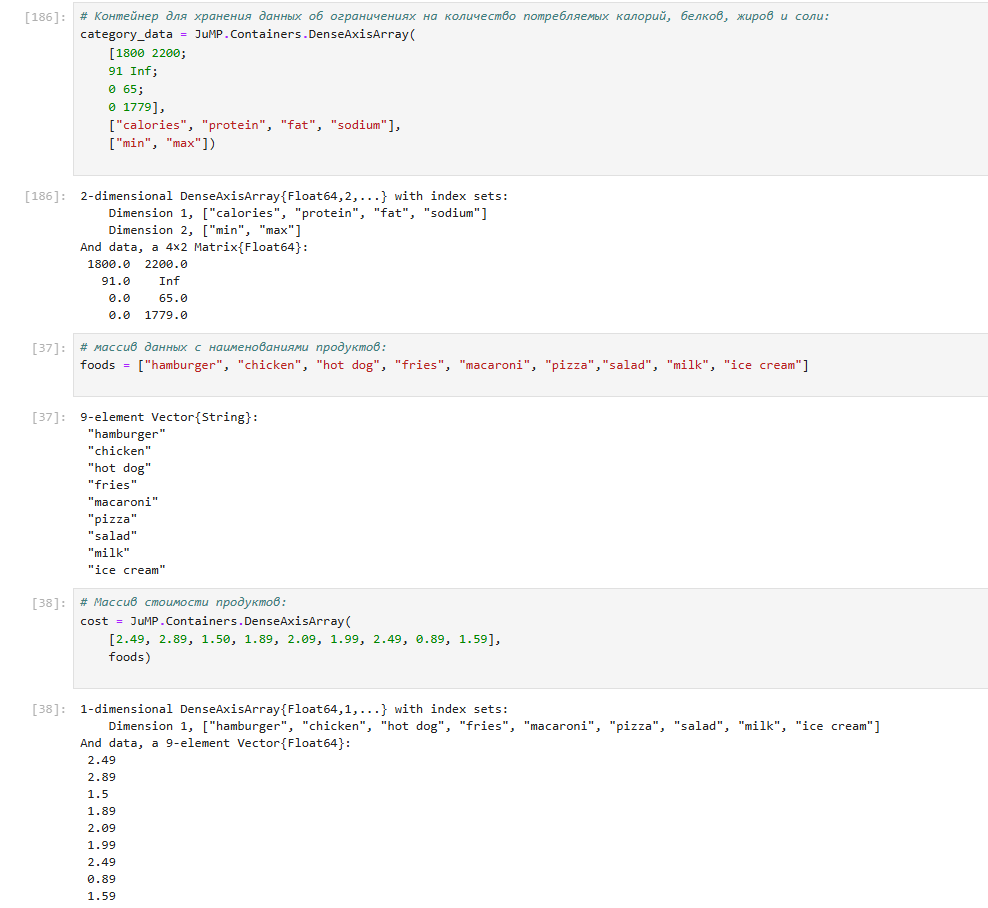 [186]: # Контейнер для хранения данных об ограничениях на количество потребляемых калорий, белков, жиров и соли:
category_data = JuMP.Containers.DenseAxisArray(
[1800 2200;
91 Inf;
0 65;
0 1779],
["calories", "protein", "fat", "sodium"],
["min", "max"])
[186]: 2-dimensional DenseAxisArray{Float64,2,...} with index sets:
Dimension 1, ["calories", "protein", "fat", "sodium"]
Dimension 2, ["min", "max"]
And data, a 4×2 Matrix{Float64}:
1800.0 2200.0
91.0 Inf
0.0 65.0
0.0 1779.0
[37]: # массив данных с наименованиями продуктов:
foods = ["hamburger", "chicken", "hot dog", "fries", "macaroni", "pizza","salad", "milk", "ice cream"]
[37]: 9-element Vector{String}:
"hamburger"
"chicken"
"hot dog"
"fries"
"macaroni"
"pizza"
"salad"
"milk"
"ice cream"
[38]: # Массив стоимости продуктов:
cost = JuMP.Containers.DenseAxisArray(
[2.49, 2.89, 1.50, 1.89, 2.09, 1.99, 2.49, 0.89, 1.59],
foods)
[38]: 1-dimensional DenseAxisArray{Float64,1,...} with index sets:
Dimension 1, ["hamburger", "chicken", "hot dog", "fries", "macaroni", "pizza", "salad", "milk", "ice cream"]
And data, a 9-element Vector{Float64}:
2.49
2.89
1.5
1.89
2.09
1.99
2.49
0.89
1.59